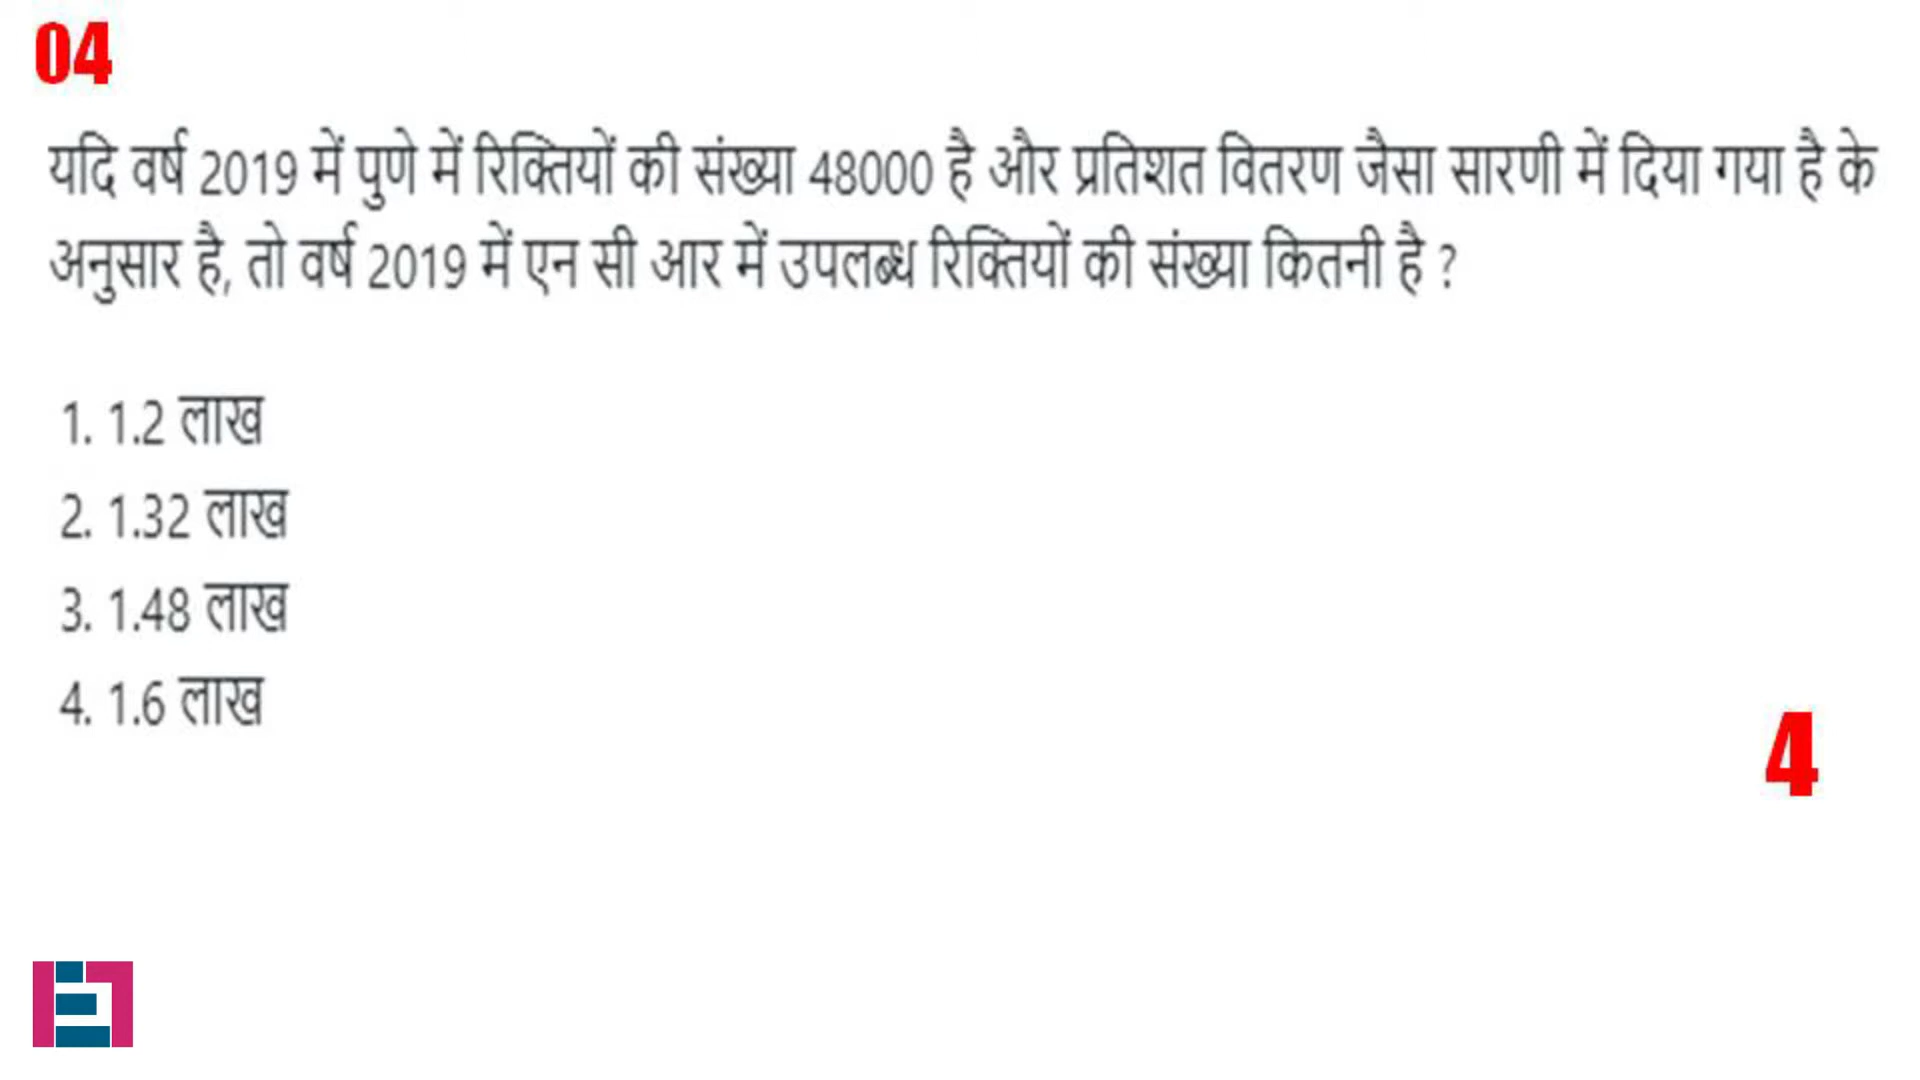 04
यदि वर्ष 2019 में पुणे में रिक्तियों की संख्या 48000 है और प्रतिशत वितरण जैसा सारणी में दिया गया है के
अनुसार है, तो वर्ष 2019 में एन सी आर में उपलब्ध रिक्तियों की संख्या कितनी है ?
1. 1.2 लाख
2. 1.32 लाख
3. 1.48 लाख
4. 1.6 लाख
4